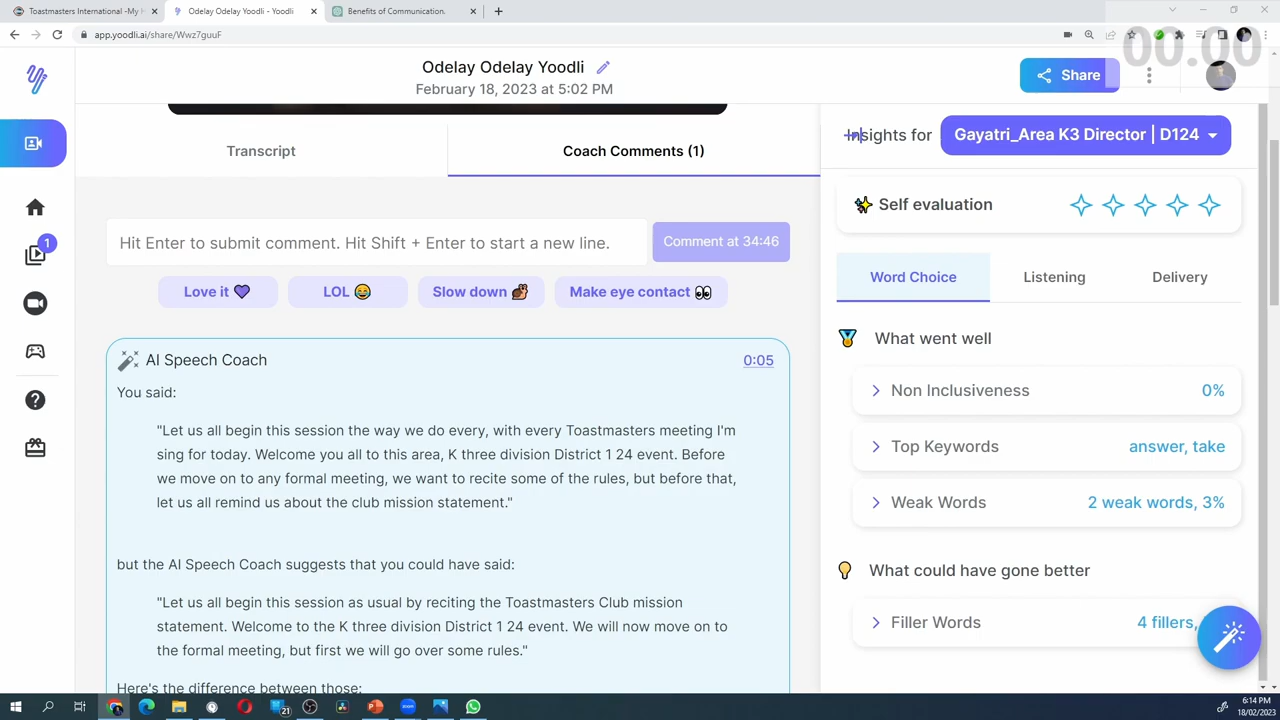 Toastmasters International -My H
Odelay Odelay Yoodli - Yoodli
Benefits of Communication.
app.yoodli.ai/share/Wwz7guuF
00.00
Odelay Odelay Yoodli
February 18, 2023 at 5:02 PM
Share
Transcript
Coach Comments (1)
Insights for
Gayatri_Area K3 Director | D124
Self evaluation
Hit Enter to submit comment. Hit Shift + Enter to start a new line.
Comment at 34:46
Love it
LOL
Slow down
Make eye contact
1
Word Choice
Listening
Delivery
What went well
Non Inclusiveness
0%
Top Keywords
answer, take
Weak Words
2 weak words, 3%
What could have gone better
Filler Words
4 fillers,
AI Speech Coach
0:05
You said:
"Let us all begin this session the way we do every, with every Toastmasters meeting I'm
sing for today. Welcome you all to this area, K three division District 1 24 event. Before
we move on to any formal meeting, we want to recite some of the rules, but before that,
let us all remind us about the club mission statement."
but the AI Speech Coach suggests that you could have said:
"Let us all begin this session as usual by reciting the Toastmasters Club mission
statement. Welcome to the K three division District 1 24 event. We will now move on to
the formal meeting, but first we will go over some rules."
Here's the difference between those:
21
zoom
6:14 PM
18/02/2023